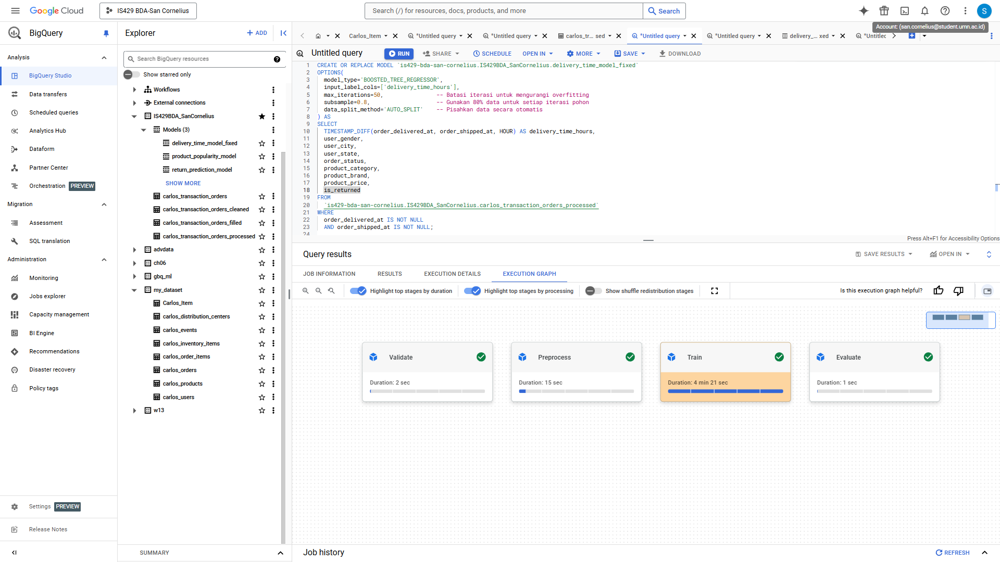 Google Cloud
IS429 BDA-San Cornelius
Search (/) for resources, docs, products, and more
Search
S
Account: (san.cornelius@student.umn.ac.id)
BigQuery
Analysis
BigQuery Studio
Data transfers
Scheduled queries
Analytics Hub
Dataform
Partner Center
Orchestration PREVIEW
Migration
Assessment
SQL translation
Administration
Monitoring
Jobs explorer
Capacity management
BI Engine
Recommendations
Disaster recovery
Policy tags
Settings PREVIEW
Release Notes
Explorer
+ ADD
Search BigQuery resources
Show starred only
Workflows
External connections
IS429BDA_SanCornelius
Models (3)
delivery_time_model_fixed
product_popularity_model
return_prediction_model
SHOW MORE
carlos_transaction_orders
carlos_transaction_orders_cleaned
carlos_transaction_orders_filled
carlos_transaction_orders_processed
advdata
ch06
gbq_ml
my_dataset
Carlos_Item
carlos_distribution_centers
carlos_events
carlos_inventory_items
carlos_order_items
carlos_orders
carlos_products
carlos_users
w13
SUMMARY
Carlos_Item
*Untitled query
*Untitled query
carlos_tr... sed
*Untitled query
*Untitled query
delivery_... xed
*Untitlec
Untitled query
RUN
SHARE
SCHEDULE
OPEN IN
MORE
SAVE
DOWNLOAD
1 CREATE OR REPLACE MODEL `is429-bda-san-cornelius.IS429BDA_SanCornelius.delivery_time_model_fixed`
2 OPTIONS(
3 model_type='BOOSTED_TREE_REGRESSOR',
4 input_label_cols=['delivery_time_hours'],
5 max_iterations=50, -- Batasi iterasi untuk mengurangi overfitting
6 subsample=0.8, -- Gunakan 80% data untuk setiap iterasi pohon
7 data_split_method='AUTO_SPLIT' -- Pisahkan data secara otomatis
8 ) AS
9 SELECT
10 TIMESTAMP_DIFF(order_delivered_at, order_shipped_at, HOUR) AS delivery_time_hours,
11 user_gender,
12 user_city,
13 user_state,
14 order_status,
15 product_category,
16 product_brand,
17 product_price,
18 is_returned
19 FROM
20 `is429-bda-san-cornelius.IS429BDA_SanCornelius.carlos_transaction_orders_processed`
21 WHERE
22 order_delivered_at IS NOT NULL
23 AND order_shipped_at IS NOT NULL;
24
Press Alt+F1 for Accessibility Options
Query results
SAVE RESULTS
OPEN IN
JOB INFORMATION
RESULTS
EXECUTION DETAILS
EXECUTION GRAPH
Highlight top stages by duration
Highlight top stages by processing
Show shuffle redistribution stages
Is this execution graph helpful?
Validate
Duration: 2 sec
Preprocess
Duration: 15 sec
Train
Duration: 4 min 21 sec
Evaluate
Duration: 1 sec
Job history
REFRESH